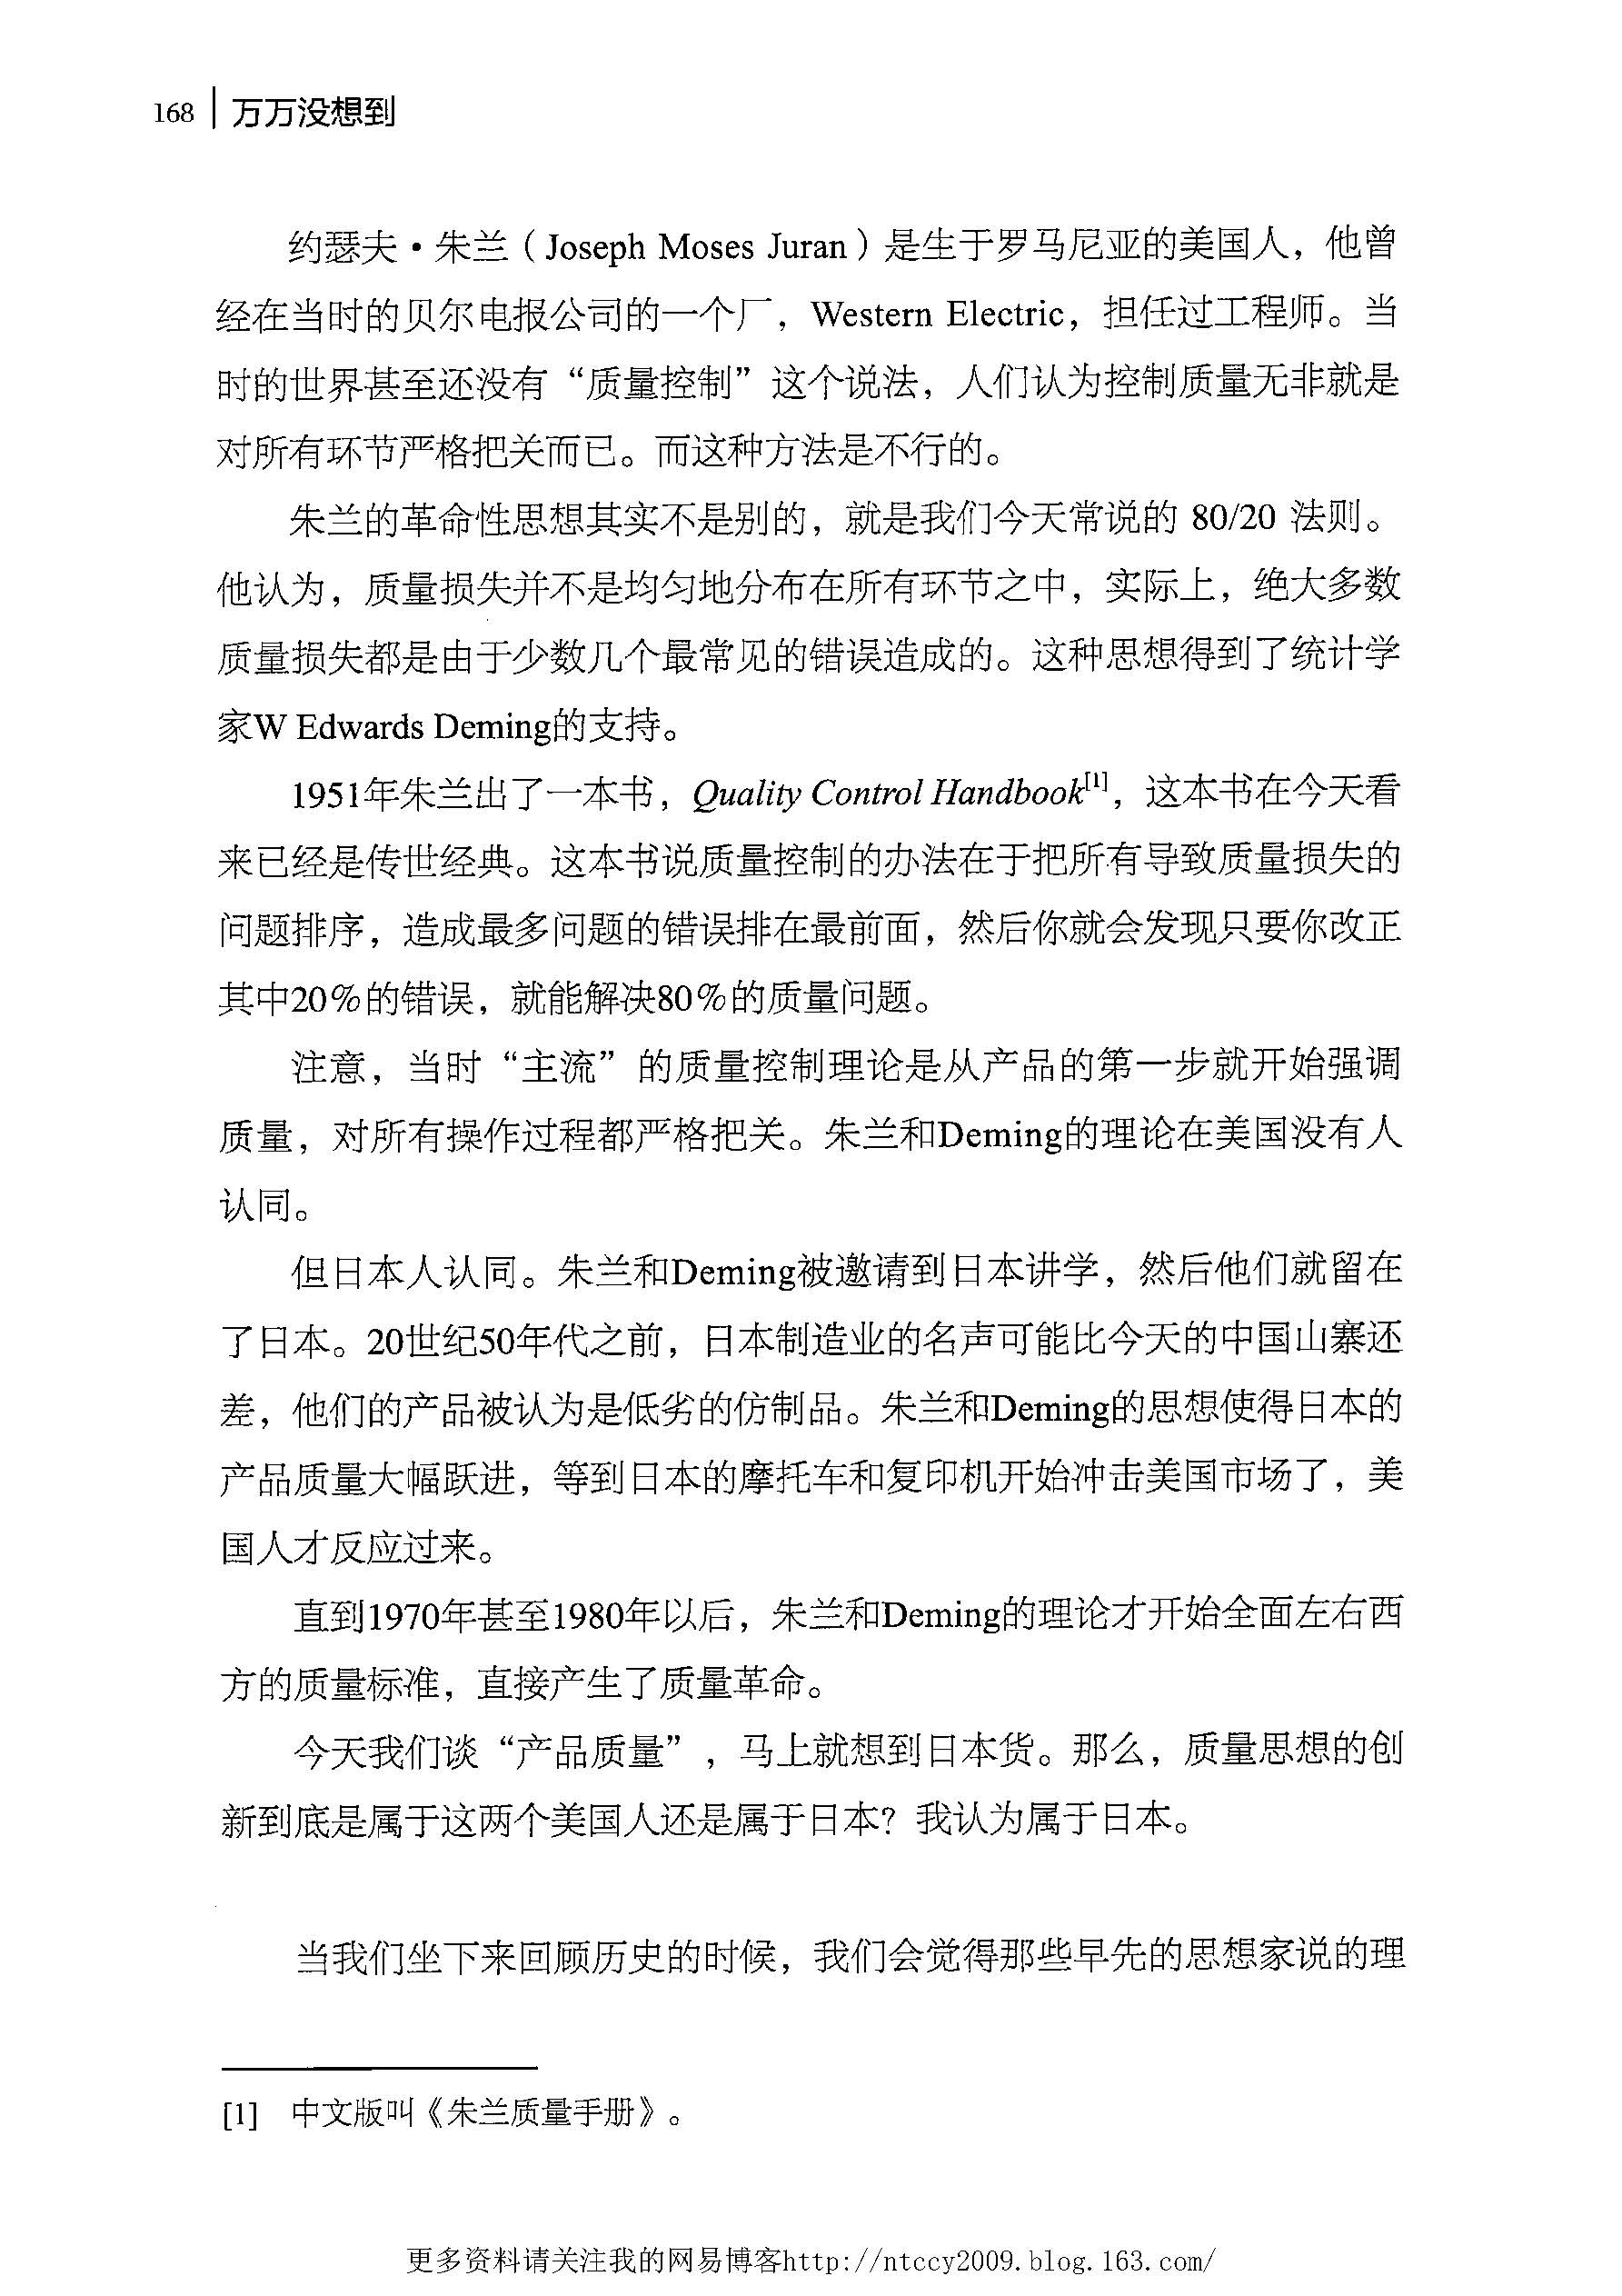 168 万万没想到
约瑟夫·朱兰（Joseph Moses Juran）是生于罗马尼亚的美国人，他曾
经在当时的贝尔电报公司的一个厂，Western Electric，担任过工程师。当
时的世界甚至还没有“质量控制”这个说法，人们认为控制质量无非就是
对所有环节严格把关而已。而这种方法是不行的。
朱兰的革命性思想其实不是别的，就是我们今天常说的 80/20 法则。
他认为，质量损失并不是均匀地分布在所有环节之中，实际上，绝大多数
质量损失都是由于少数几个最常见的错误造成的。这种思想得到了统计学
家W Edwards Deming的支持。
1951年朱兰出了一本书，Quality Control Handbook[1]，这本书在今天看
来已经是传世经典。这本书说质量控制的办法在于把所有导致质量损失的
问题排序，造成最多问题的错误排在最前面，然后你就会发现只要你改正
其中20%的错误，就能解决80%的质量问题。
注意，当时“主流”的质量控制理论是从产品的第一步就开始强调
质量，对所有操作过程都严格把关。朱兰和Deming的理论在美国没有人
认同。
但日本人认同。朱兰和Deming被邀请到日本讲学，然后他们就留在
了日本。20世纪50年代之前，日本制造业的名声可能比今天的中国山寨还
差，他们的产品被认为是低劣的仿制品。朱兰和Deming的思想使得日本的
产品质量大幅跃进，等到日本的摩托车和复印机开始冲击美国市场了，美
国人才反应过来。
直到1970年甚至1980年以后，朱兰和Deming的理论才开始全面左右西
方的质量标准，直接产生了质量革命。
今天我们谈“产品质量”，马上就想到日本货。那么，质量思想的创
新到底是属于这两个美国人还是属于日本？我认为属于日本。
当我们坐下来回顾历史的时候，我们会觉得那些早先的思想家说的理
[1] 中文版叫《朱兰质量手册》。
更多资料请关注我的网易博客http://ntccy2009.blog.163.com/